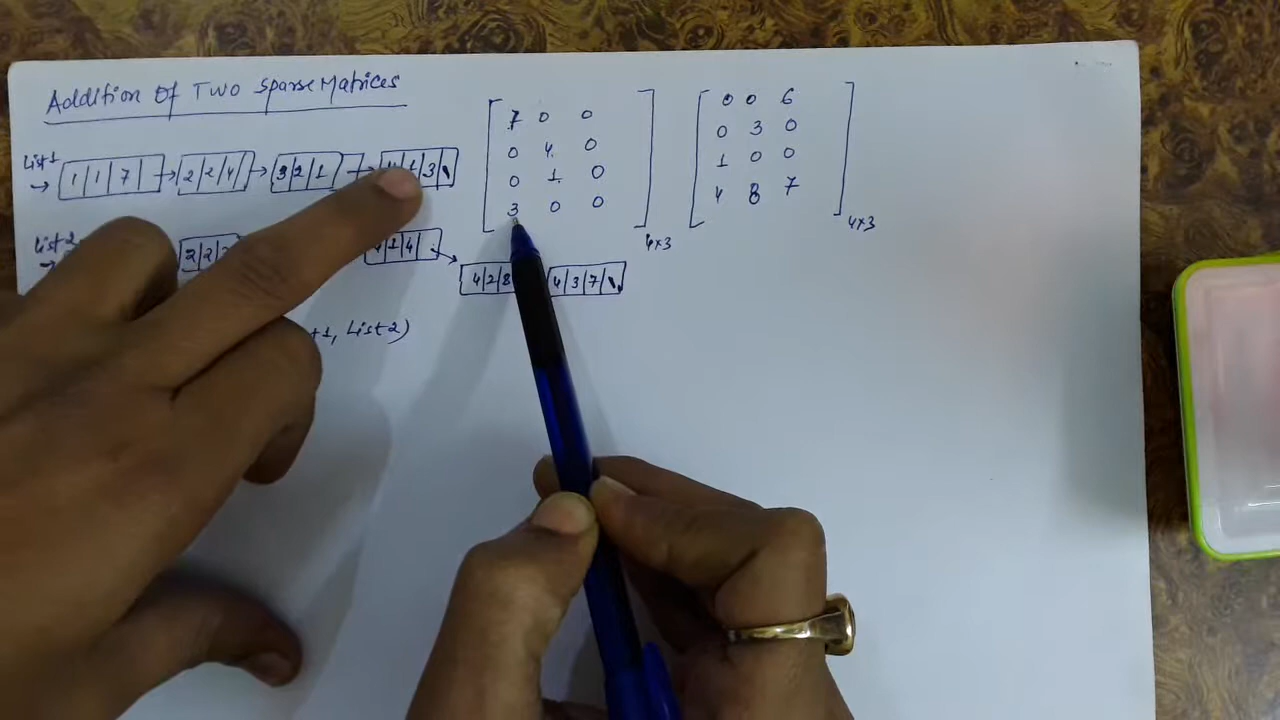 Addition Of Two Sparse Matrices
List1
1 1 7 2 2 4 3 2 1 4 1 3
7 0 0
0 4 0
0 1 0
3 0 0
4×3
0 0 6
0 3 0
1 0 0
4 8 7
4×3
List2
2 2 4 1 4
4 2 8 4 3 7
List2)